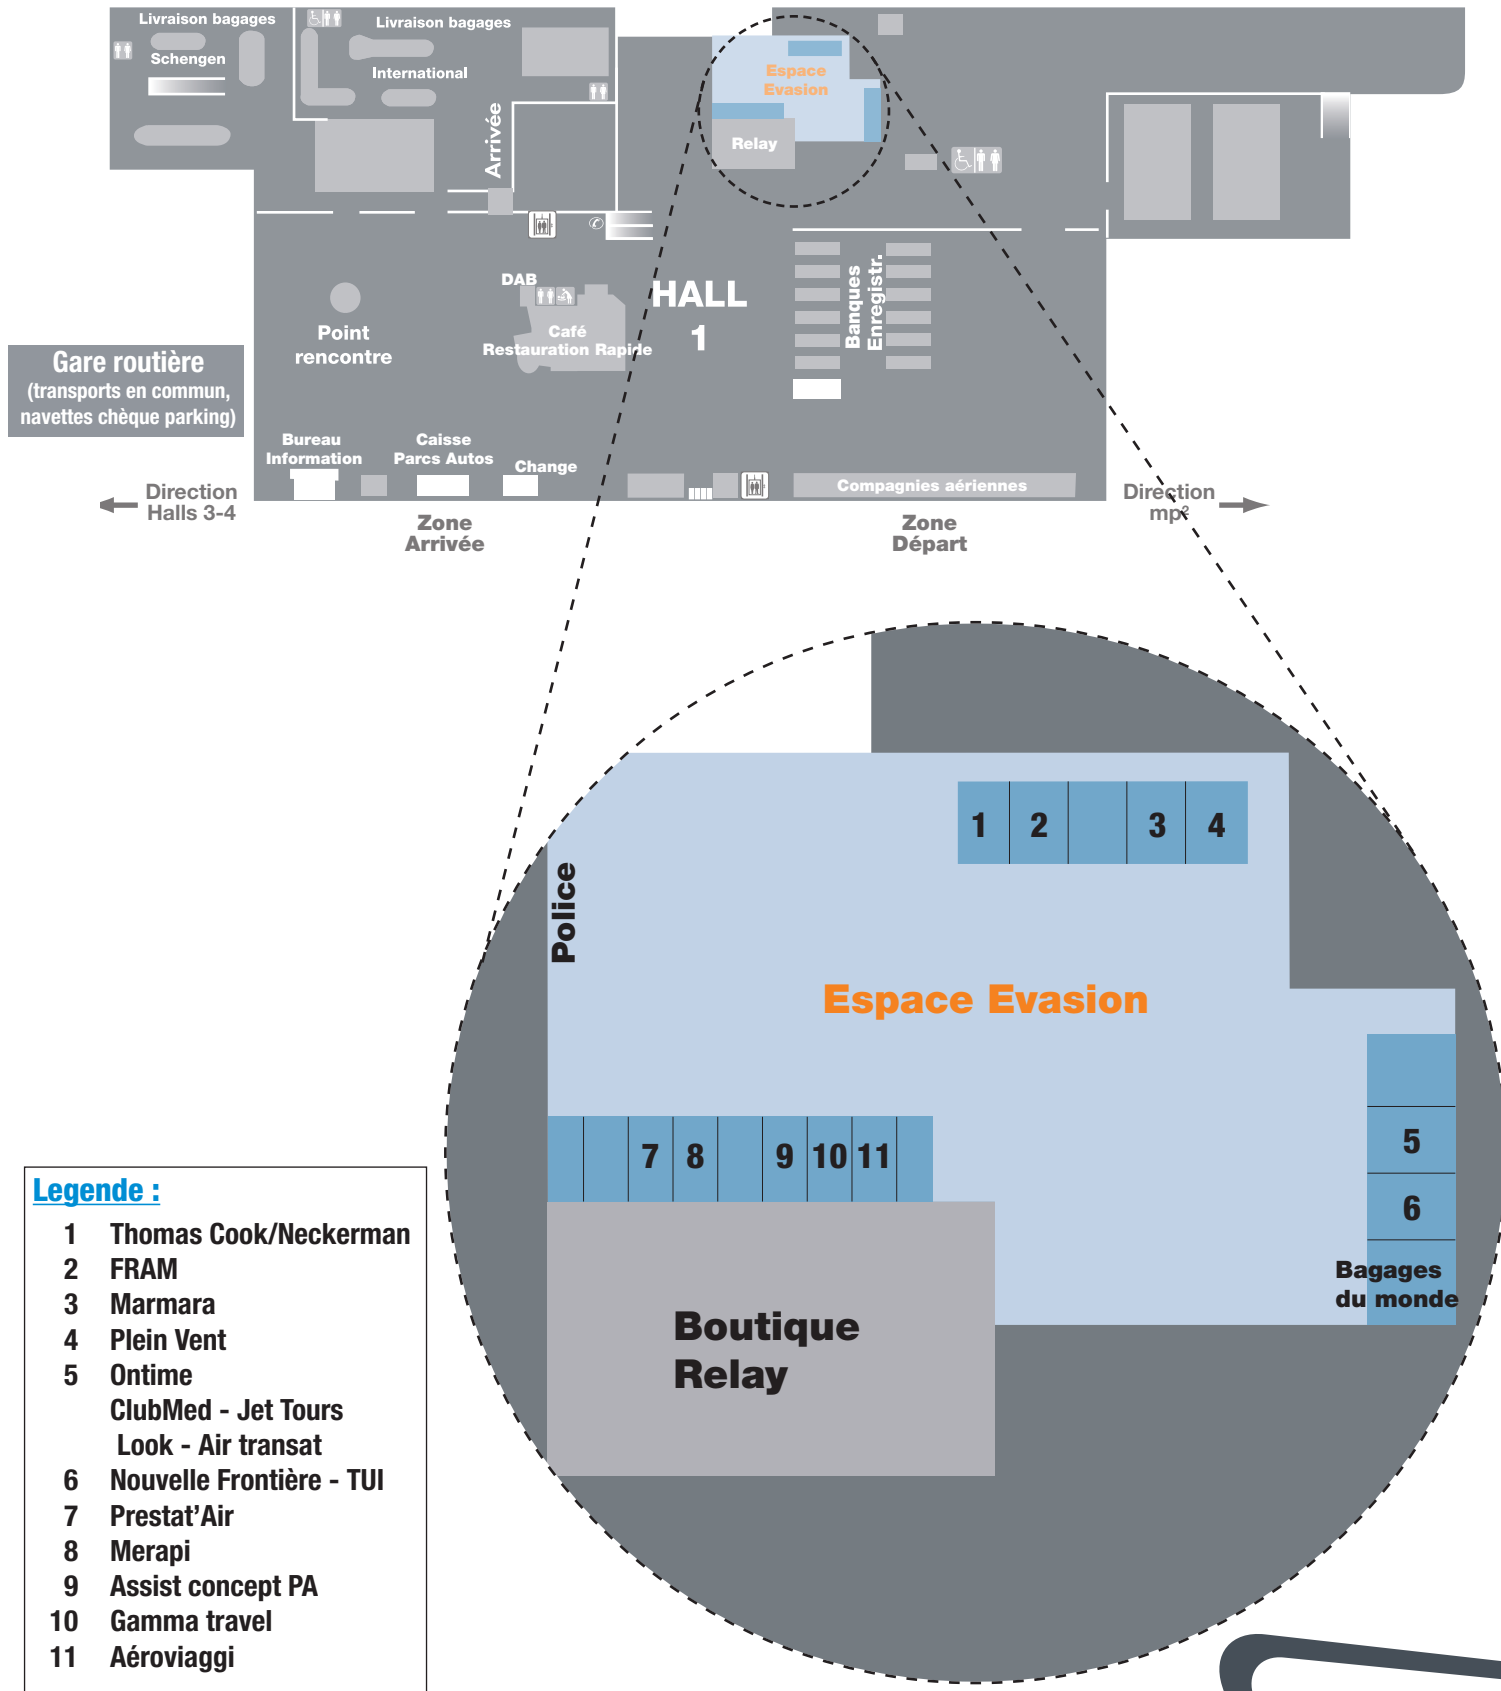 Livraison bagages
Schengen
Livraison bagages
International
Arrivée
Espace
Evasion
Relay
DAB
HALL
1
Banques
Enregistr.
Point
rencontre
Café
Restauration Rapide
Gare routière
(transports en commun,
navettes chèque parking)
Bureau
Information
Caisse
Parcs Autos
Change
Compagnies aériennes
Direction
Halls 3-4
Direction
mp²
Zone
Arrivée
Zone
Départ
1
2
3
4
Police
Espace Evasion
5
6
7
8
9
10
11
Bagages
du monde
Boutique
Relay
Legende :
1 Thomas Cook/Neckerman
2 FRAM
3 Marmara
4 Plein Vent
5 Ontime
ClubMed - Jet Tours
Look - Air transat
6 Nouvelle Frontière - TUI
7 Prestat’Air
8 Merapi
9 Assist concept PA
10 Gamma travel
11 Aéroviaggi